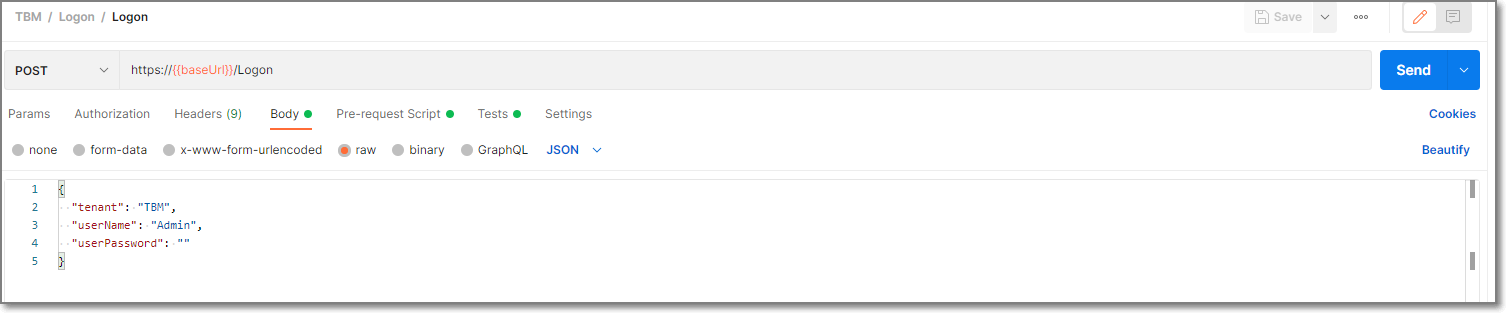 TBM / Logon / Logon
Save
POST https://{{baseUrl}}/Logon Send
Params Authorization Headers (9) Body Pre-request Script Tests Settings Cookies
none form-data x-www-form-urlencoded raw binary GraphQL JSON Beautify
1 {
2 "tenant": "TBM",
3 "userName": "Admin",
4 "userPassword": ""
5 }